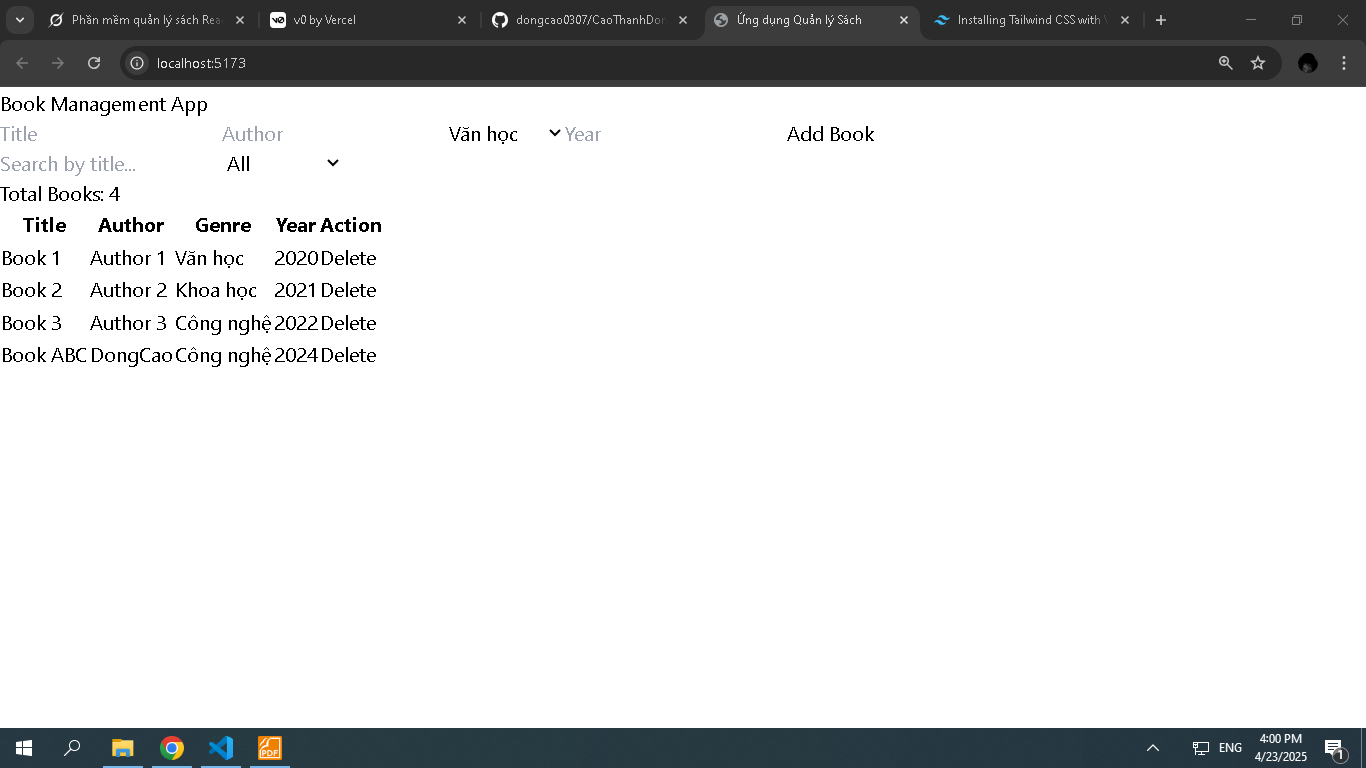 Phần mềm quản lý sách Rea
v0 by Vercel
dongcao0307/CaoThanhDon
Ứng dụng Quản lý Sách
Installing Tailwind CSS with
localhost:5173
Book Management App
Title Author Văn học Year Add Book
Search by title... All
Total Books: 4
Title Author Genre Year Action
Book 1 Author 1 Văn học 2020 Delete
Book 2 Author 2 Khoa học 2021 Delete
Book 3 Author 3 Công nghệ 2022 Delete
Book ABC DongCao Công nghệ 2024 Delete
PDF
ENG
4:00 PM
4/23/2025
1